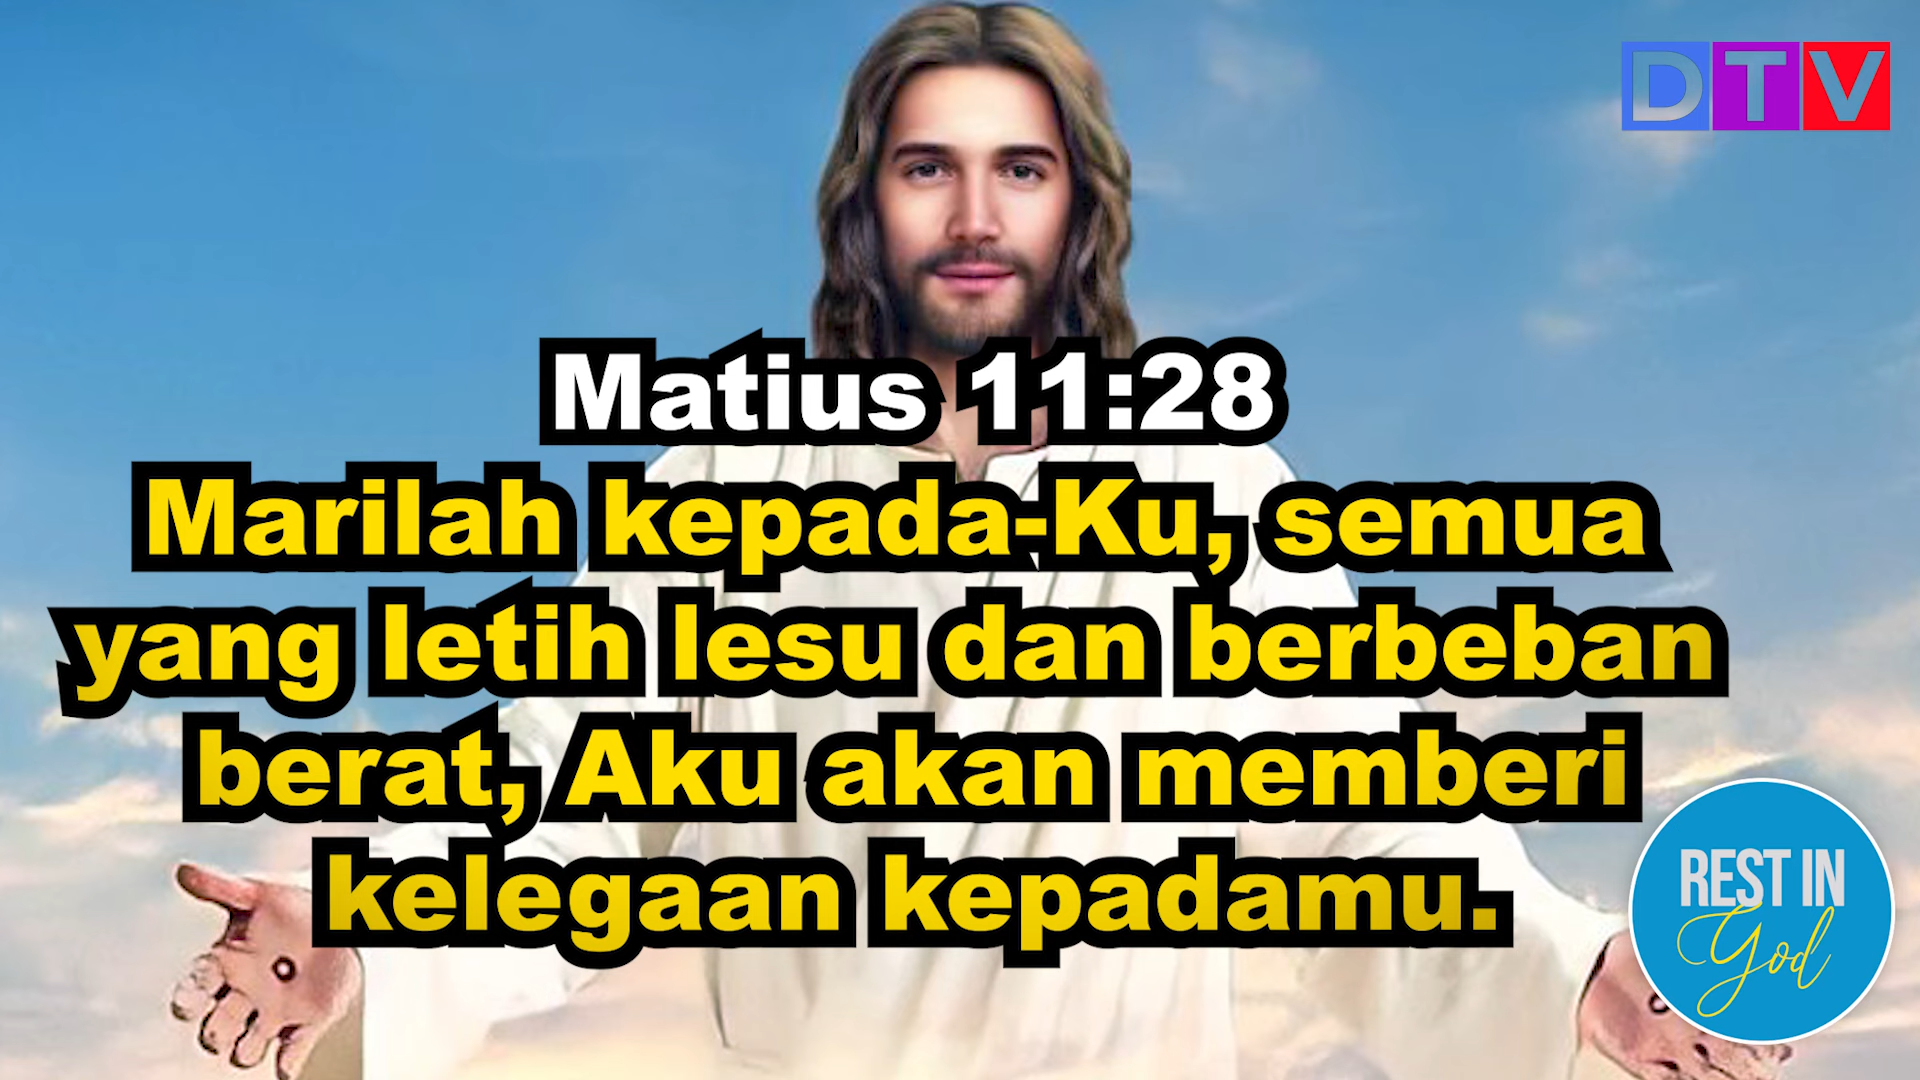 DTV
Matius 11:28
Marilah kepada-Ku, semua
yang letih lesu dan berbeban
berat, Aku akan memberi
kelegaan kepadamu.
REST IN
God